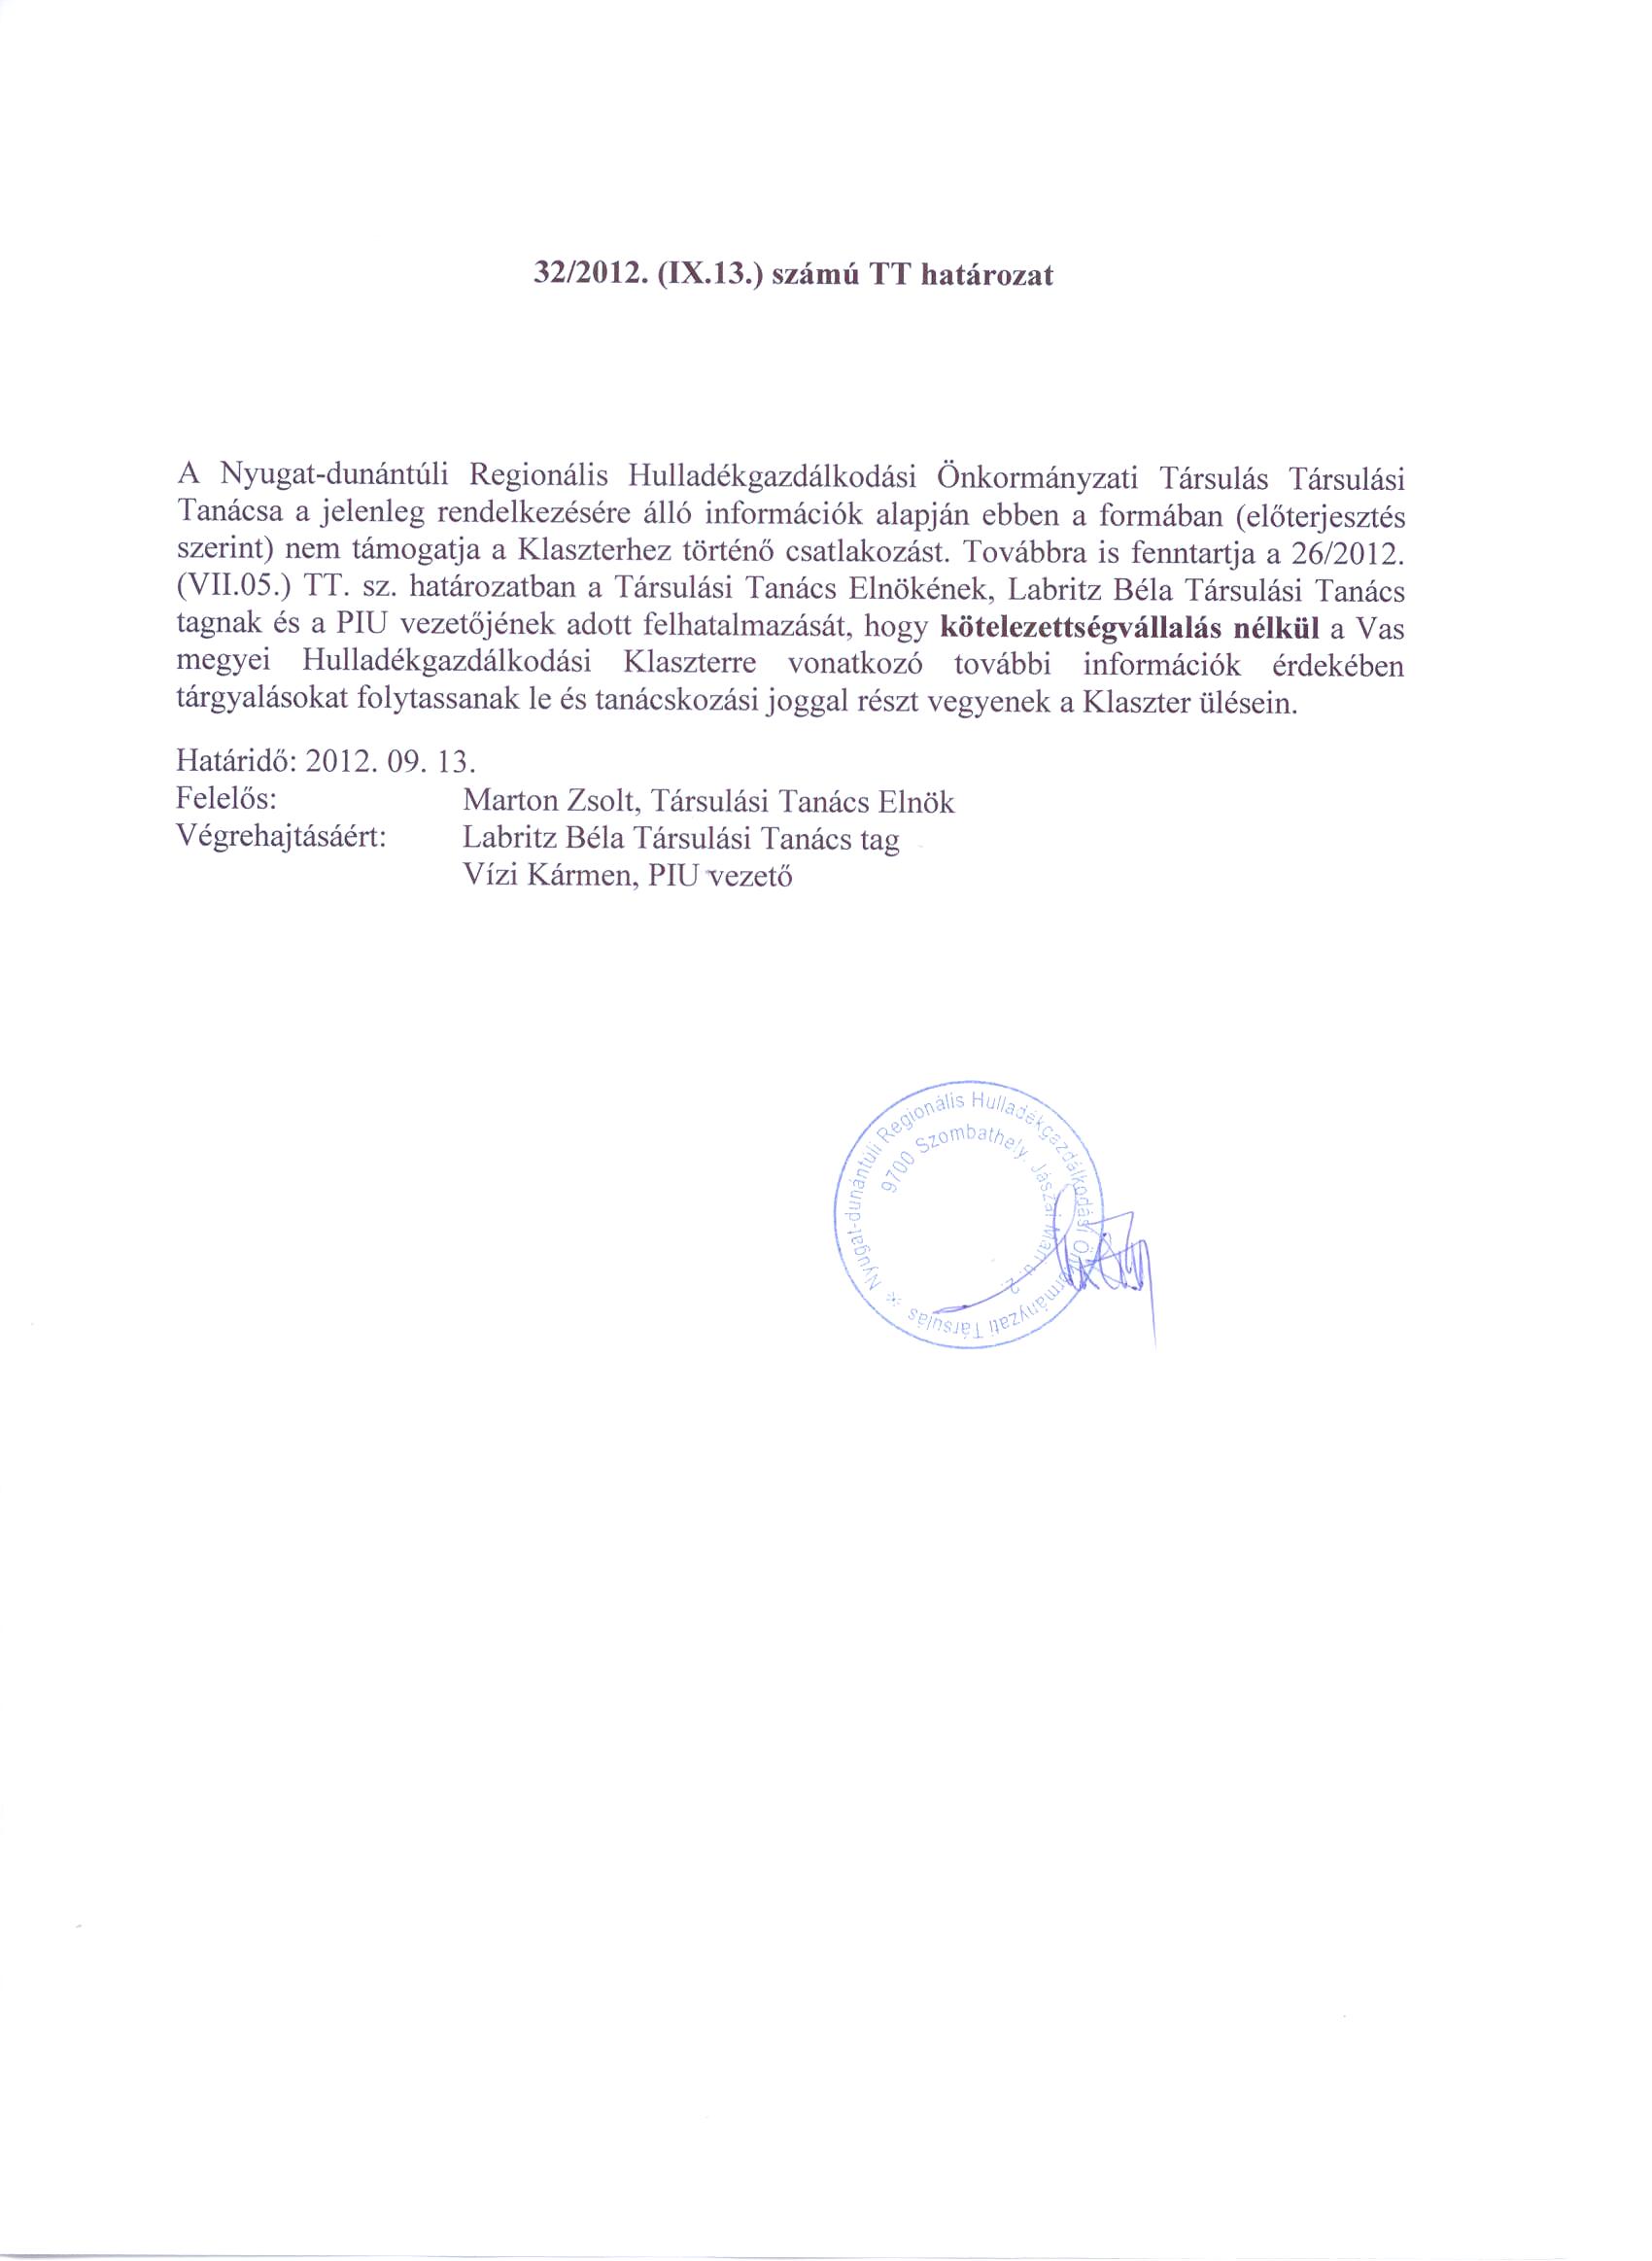 32/2012. (IX.13.) számú TT határozat
A Nyugat-dunántúli Regionális Hulladékgazdálkodási Önkormányzati Társulás Társulási
Tanácsa a jelenleg rendelkezésére álló információk alapján ebben a formában (előterjesztés
szerint) nem támogatja a Klaszterhez történő csatlakozást. Továbbra is fenntartja a 26/2012.
(VII.05.) TT. sz. határozatban a Társulási Tanács Elnökének, Labritz Béla Társulási Tanács
tagnak és a PIU vezetőjének adott felhatalmazását, hogy kötelezettségvállalás nélkül a Vas
megyei Hulladékgazdálkodási Klaszterre vonatkozó további információk érdekében
tárgyalásokat folytassanak le és tanácskozási joggal részt vegyenek a Klaszter ülésein.
Határidő: 2012. 09. 13.
Felelős: Marton Zsolt, Társulási Tanács Elnök
Végrehajtásáért: Labritz Béla Társulási Tanács tag
Vízi Kármen, PIU vezető
Nyugat-dunántúli Regionális Hulladékgazdálkodási Önkormányzati Társulás *
9700 Szombathely, Jászai Mari u. 2.